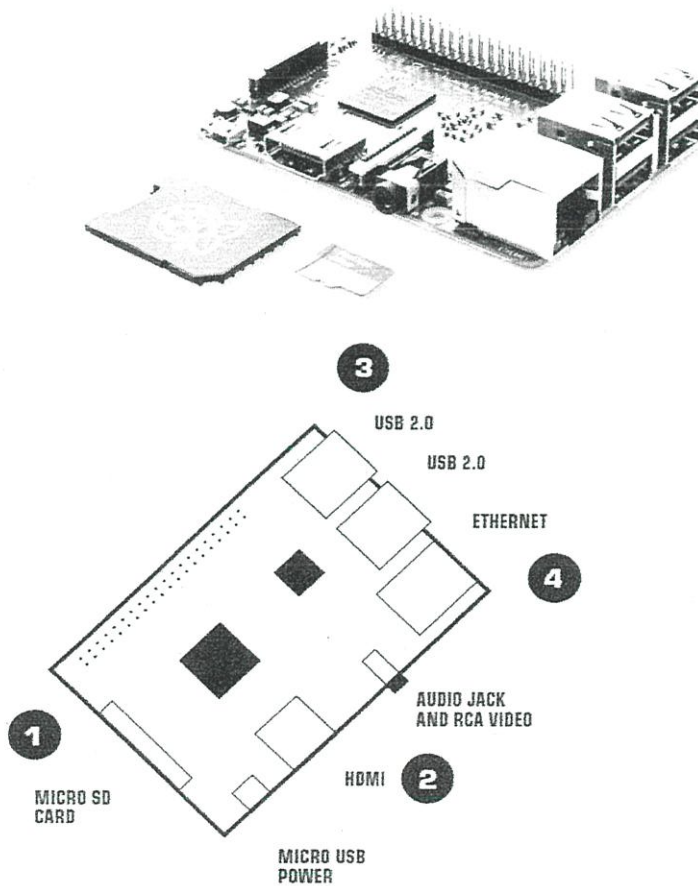 3
USB 2.0
USB 2.0
ETHERNET
4
AUDIO JACK
AND RCA VIDEO
1
HDMI
2
MICRO SD
CARD
MICRO USB
POWER